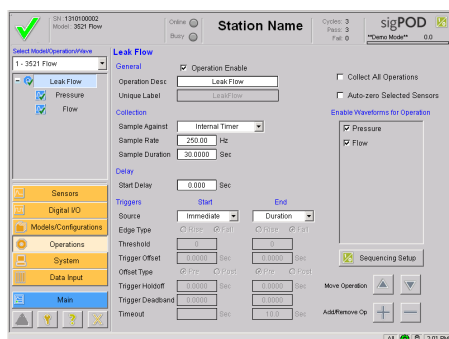 SN: 1310100002
Model: 3521 Flow
Online
Busy
Station Name
Cycles: 3
Pass: 3
Fail: 0
sigPOD
**Demo Mode** 0.0
Select Model/Operation/Wave
1 - 3521 Flow
Leak Flow
Pressure
Flow
Sensors
Digital I/O
Models/Configurations
Operations
System
Data Input
Main
Leak Flow
General
Operation Enable
Operation Desc Leak Flow
Unique Label LeakFlow
Collection
Sample Against Internal Timer
Sample Rate 250.00 Hz
Sample Duration 30.0000 Sec
Delay
Start Delay 0.000 Sec
Triggers Start End
Source Immediate Duration
Edge Type Rise Fall Rise Fall
Threshold 0 0
Trigger Offset 0.0000 Sec 0.0000 Sec
Offset Type Pre Post Pre Post
Trigger Holdoff 0.0000 Sec 0.0000 Sec
Trigger Deadband 0.0000 0.0000
Timeout Sec 10.0 Sec
Collect All Operations
Auto-zero Selected Sensors
Enable Waveforms for Operation
Pressure
Flow
Sequencing Setup
Move Operation
Add/Remove Op
All 2:01 PM